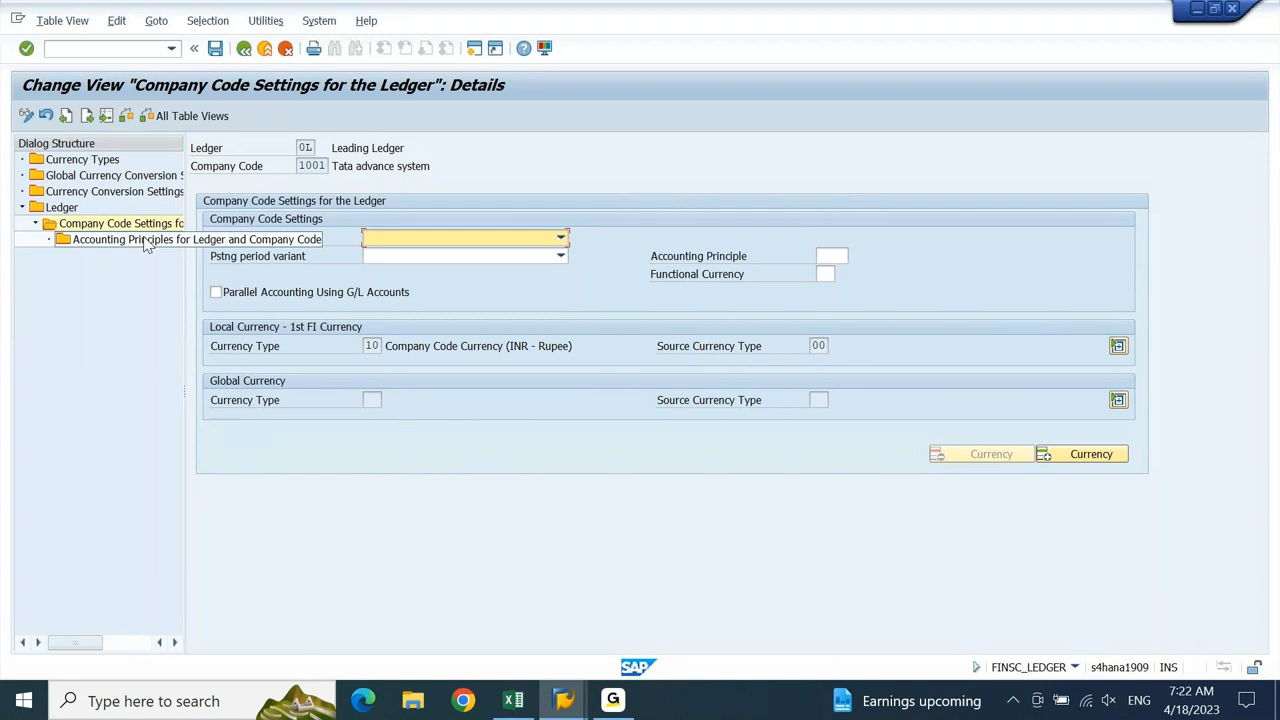 Table View Edit Goto Selection Utilities System Help
Change View "Company Code Settings for the Ledger": Details
All Table Views
Dialog Structure
Currency Types
Global Currency Conversion S
Currency Conversion Settings
Ledger
Company Code Settings fo
Accounting Principles for Ledger and Company Code
Ledger 0L Leading Ledger
Company Code 1001 Tata advance system
Company Code Settings for the Ledger
Company Code Settings
Pstng period variant Accounting Principle
Functional Currency
Parallel Accounting Using G/L Accounts
Local Currency - 1st FI Currency
Currency Type 10 Company Code Currency (INR - Rupee) Source Currency Type 00
Global Currency
Currency Type Source Currency Type
Currency Currency
SAP FINSC_LEDGER s4hana1909 INS
Type here to search
G
Earnings upcoming
ENG
7:22 AM
4/18/2023